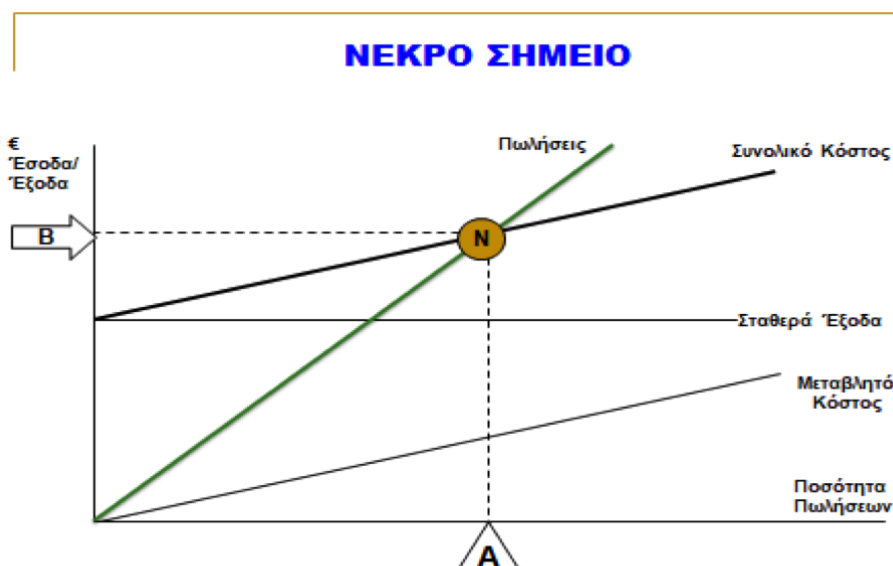 ΝΕΚΡΟ ΣΗΜΕΙΟ
€
Έσοδα/
Έξοδα
Πωλήσεις
Συνολικό Κόστος
B
N
Σταθερά Έξοδα
Μεταβλητό
Κόστος
Ποσότητα
Πωλήσεων
A